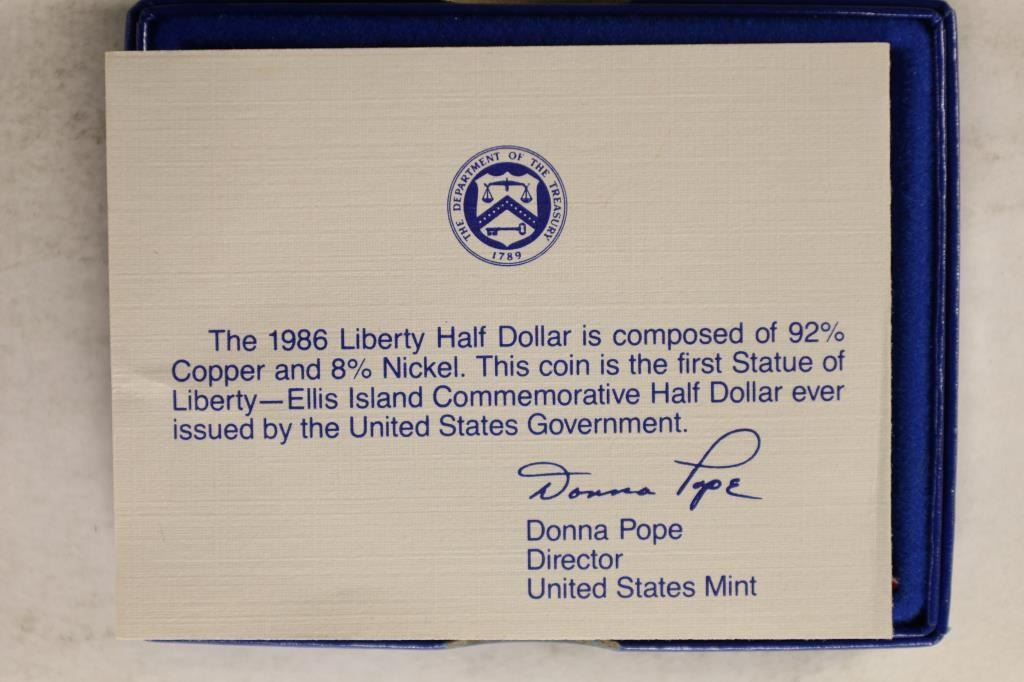 THE DEPARTMENT OF THE TREASURY
1789
The 1986 Liberty Half Dollar is composed of 92%
Copper and 8% Nickel. This coin is the first Statue of
Liberty—Ellis Island Commemorative Half Dollar ever
issued by the United States Government.
Donna Pope
Donna Pope
Director
United States Mint